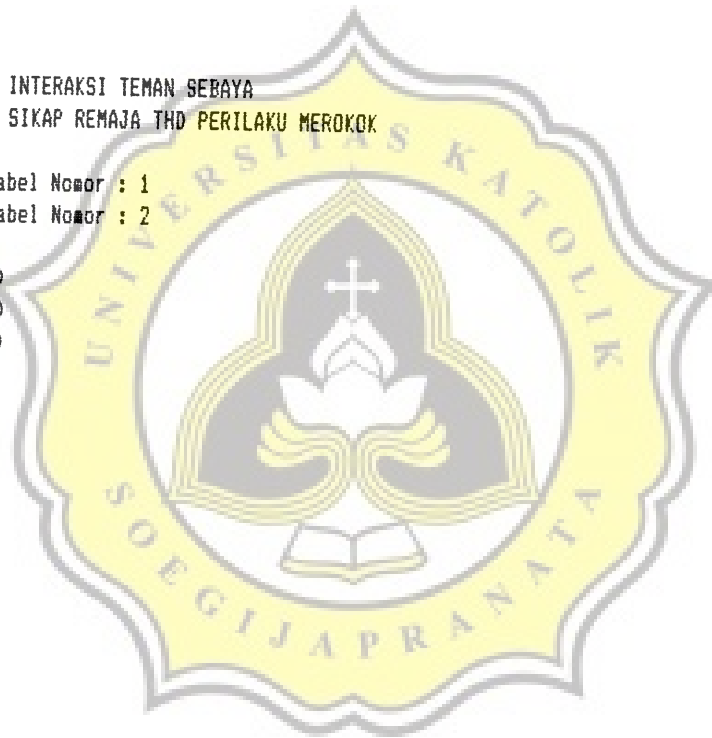 INTERAKSI TEMAN SEBAYA
SIKAP REMAJA THD PERILAKU MEROKOK
abel Nomor : 1
abel Nomor : 2
UNIVERSITAS KATOLIK
SOEGIJAPRANATA